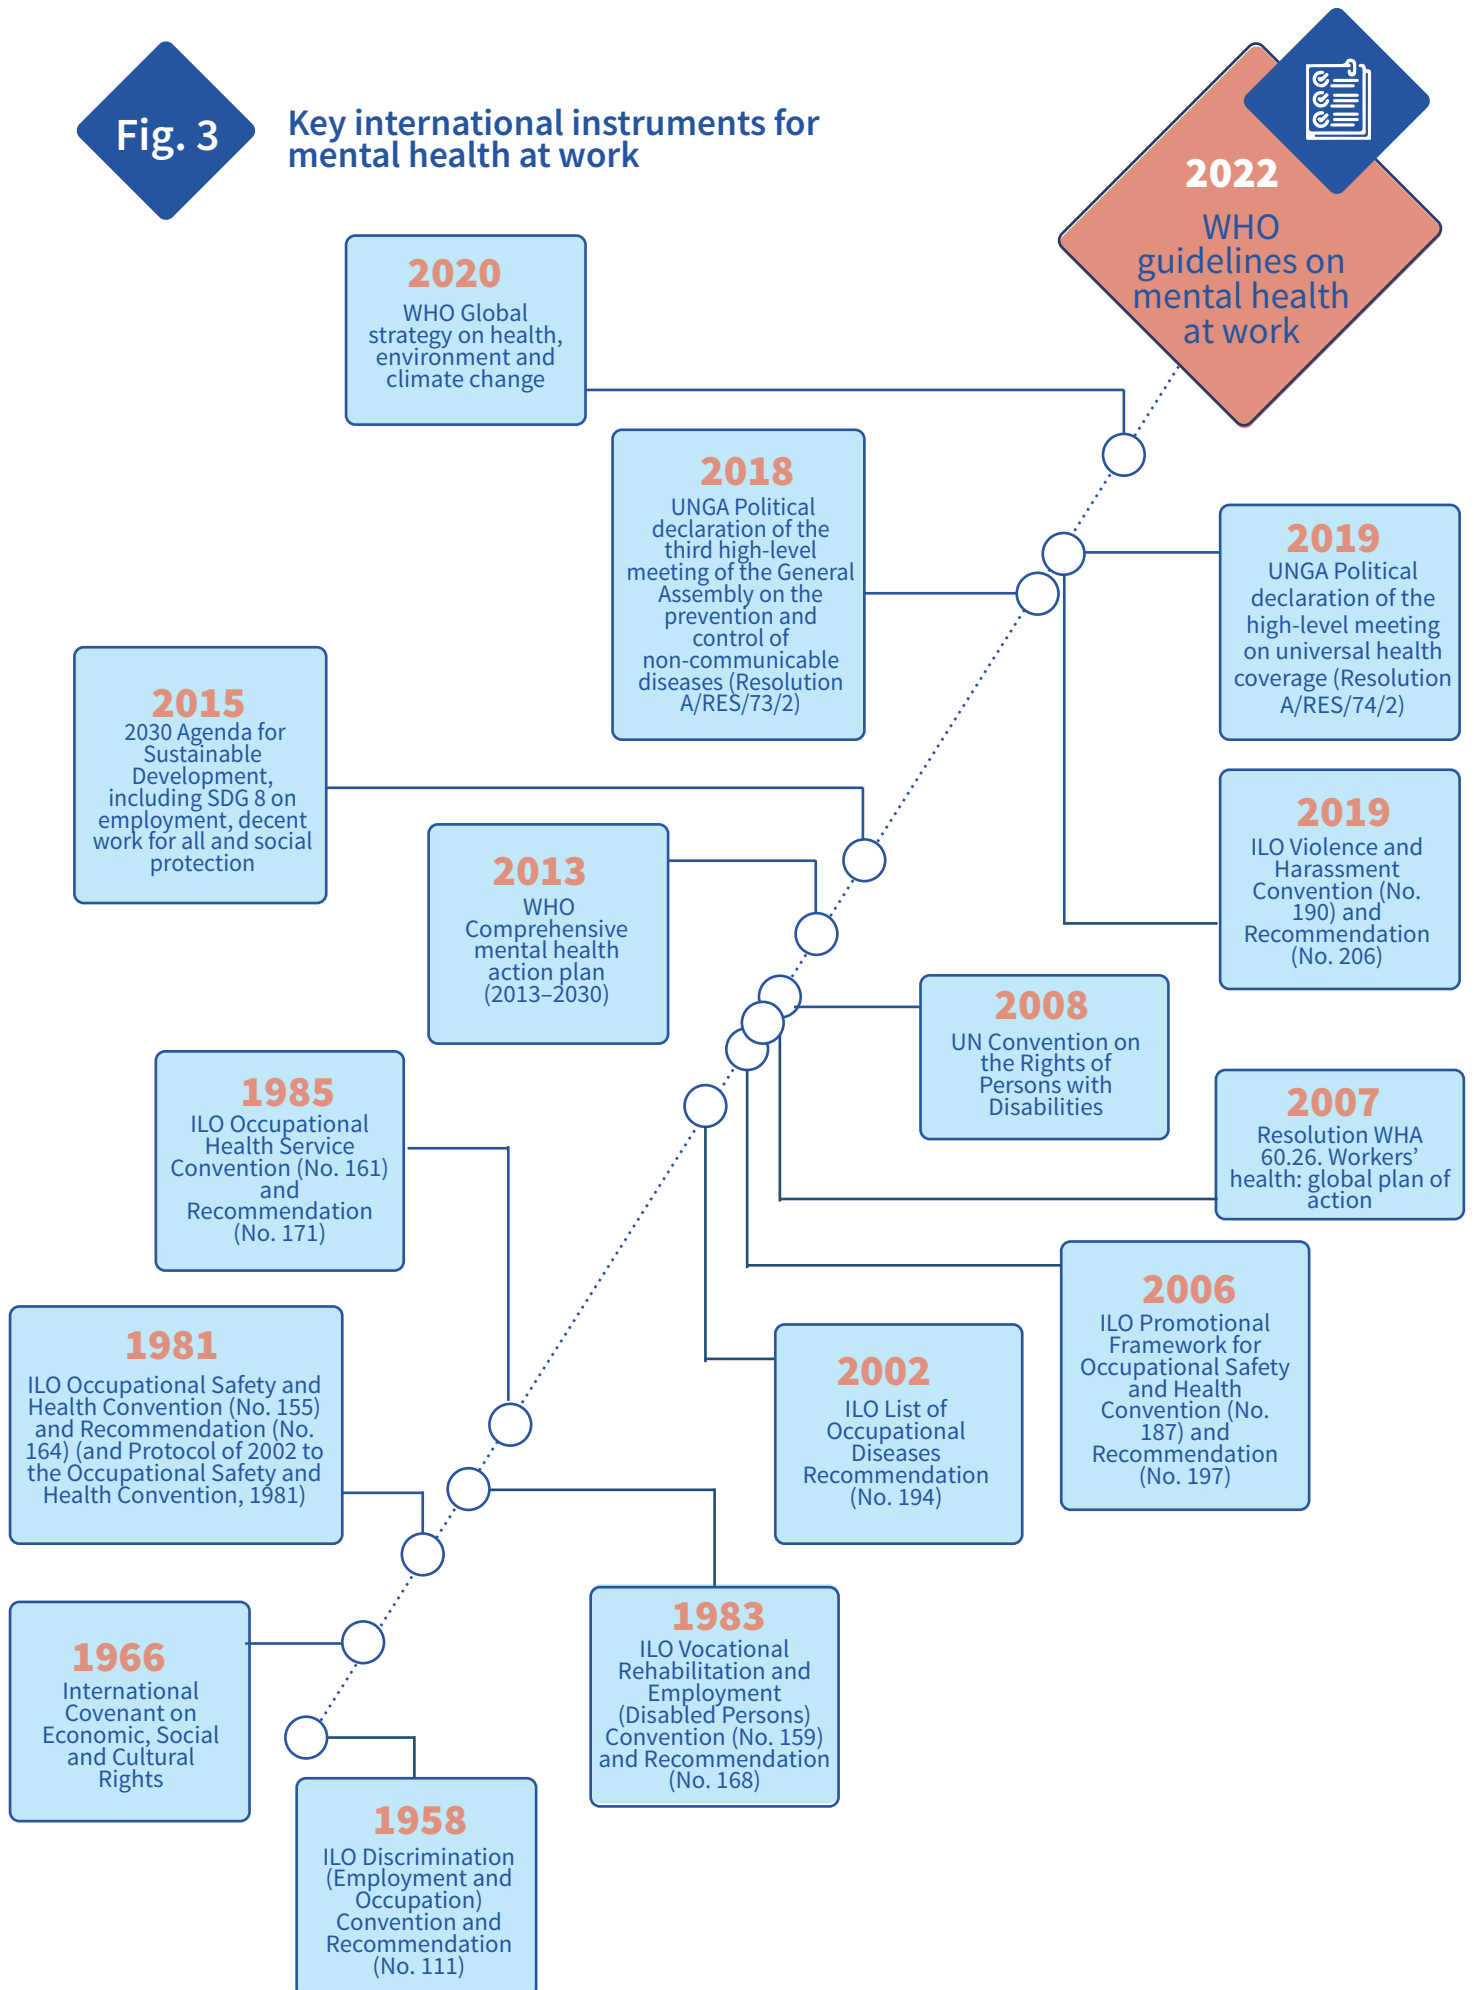 Fig. 3
Key international instruments for
mental health at work
2022
WHO
guidelines on
mental health
at work
2020
WHO Global
strategy on health,
environment and
climate change
2018
UNGA Political
declaration of the
third high-level
meeting of the General
Assembly on the
prevention and
control of
non-communicable
diseases (Resolution
A/RES/73/2)
2019
UNGA Political
declaration of the
high-level meeting
on universal health
coverage (Resolution
A/RES/74/2)
2015
2030 Agenda for
Sustainable
Development,
including SDG 8 on
employment, decent
work for all and social
protection
2019
ILO Violence and
Harassment
Convention (No.
190) and
Recommendation
(No. 206)
2013
WHO
Comprehensive
mental health
action plan
(2013–2030)
2008
UN Convention on
the Rights of
Persons with
Disabilities
1985
ILO Occupational
Health Service
Convention (No. 161)
and
Recommendation
(No. 171)
2007
Resolution WHA
60.26. Workers’
health: global plan of
action
2006
ILO Promotional
Framework for
Occupational Safety
and Health
Convention (No.
187) and
Recommendation
(No. 197)
1981
ILO Occupational Safety and
Health Convention (No. 155)
and Recommendation (No.
164) (and Protocol of 2002 to
the Occupational Safety and
Health Convention, 1981)
2002
ILO List of
Occupational
Diseases
Recommendation
(No. 194)
1983
ILO Vocational
Rehabilitation and
Employment
(Disabled Persons)
Convention (No. 159)
and Recommendation
(No. 168)
1966
International
Covenant on
Economic, Social
and Cultural
Rights
1958
ILO Discrimination
(Employment and
Occupation)
Convention and
Recommendation
(No. 111)